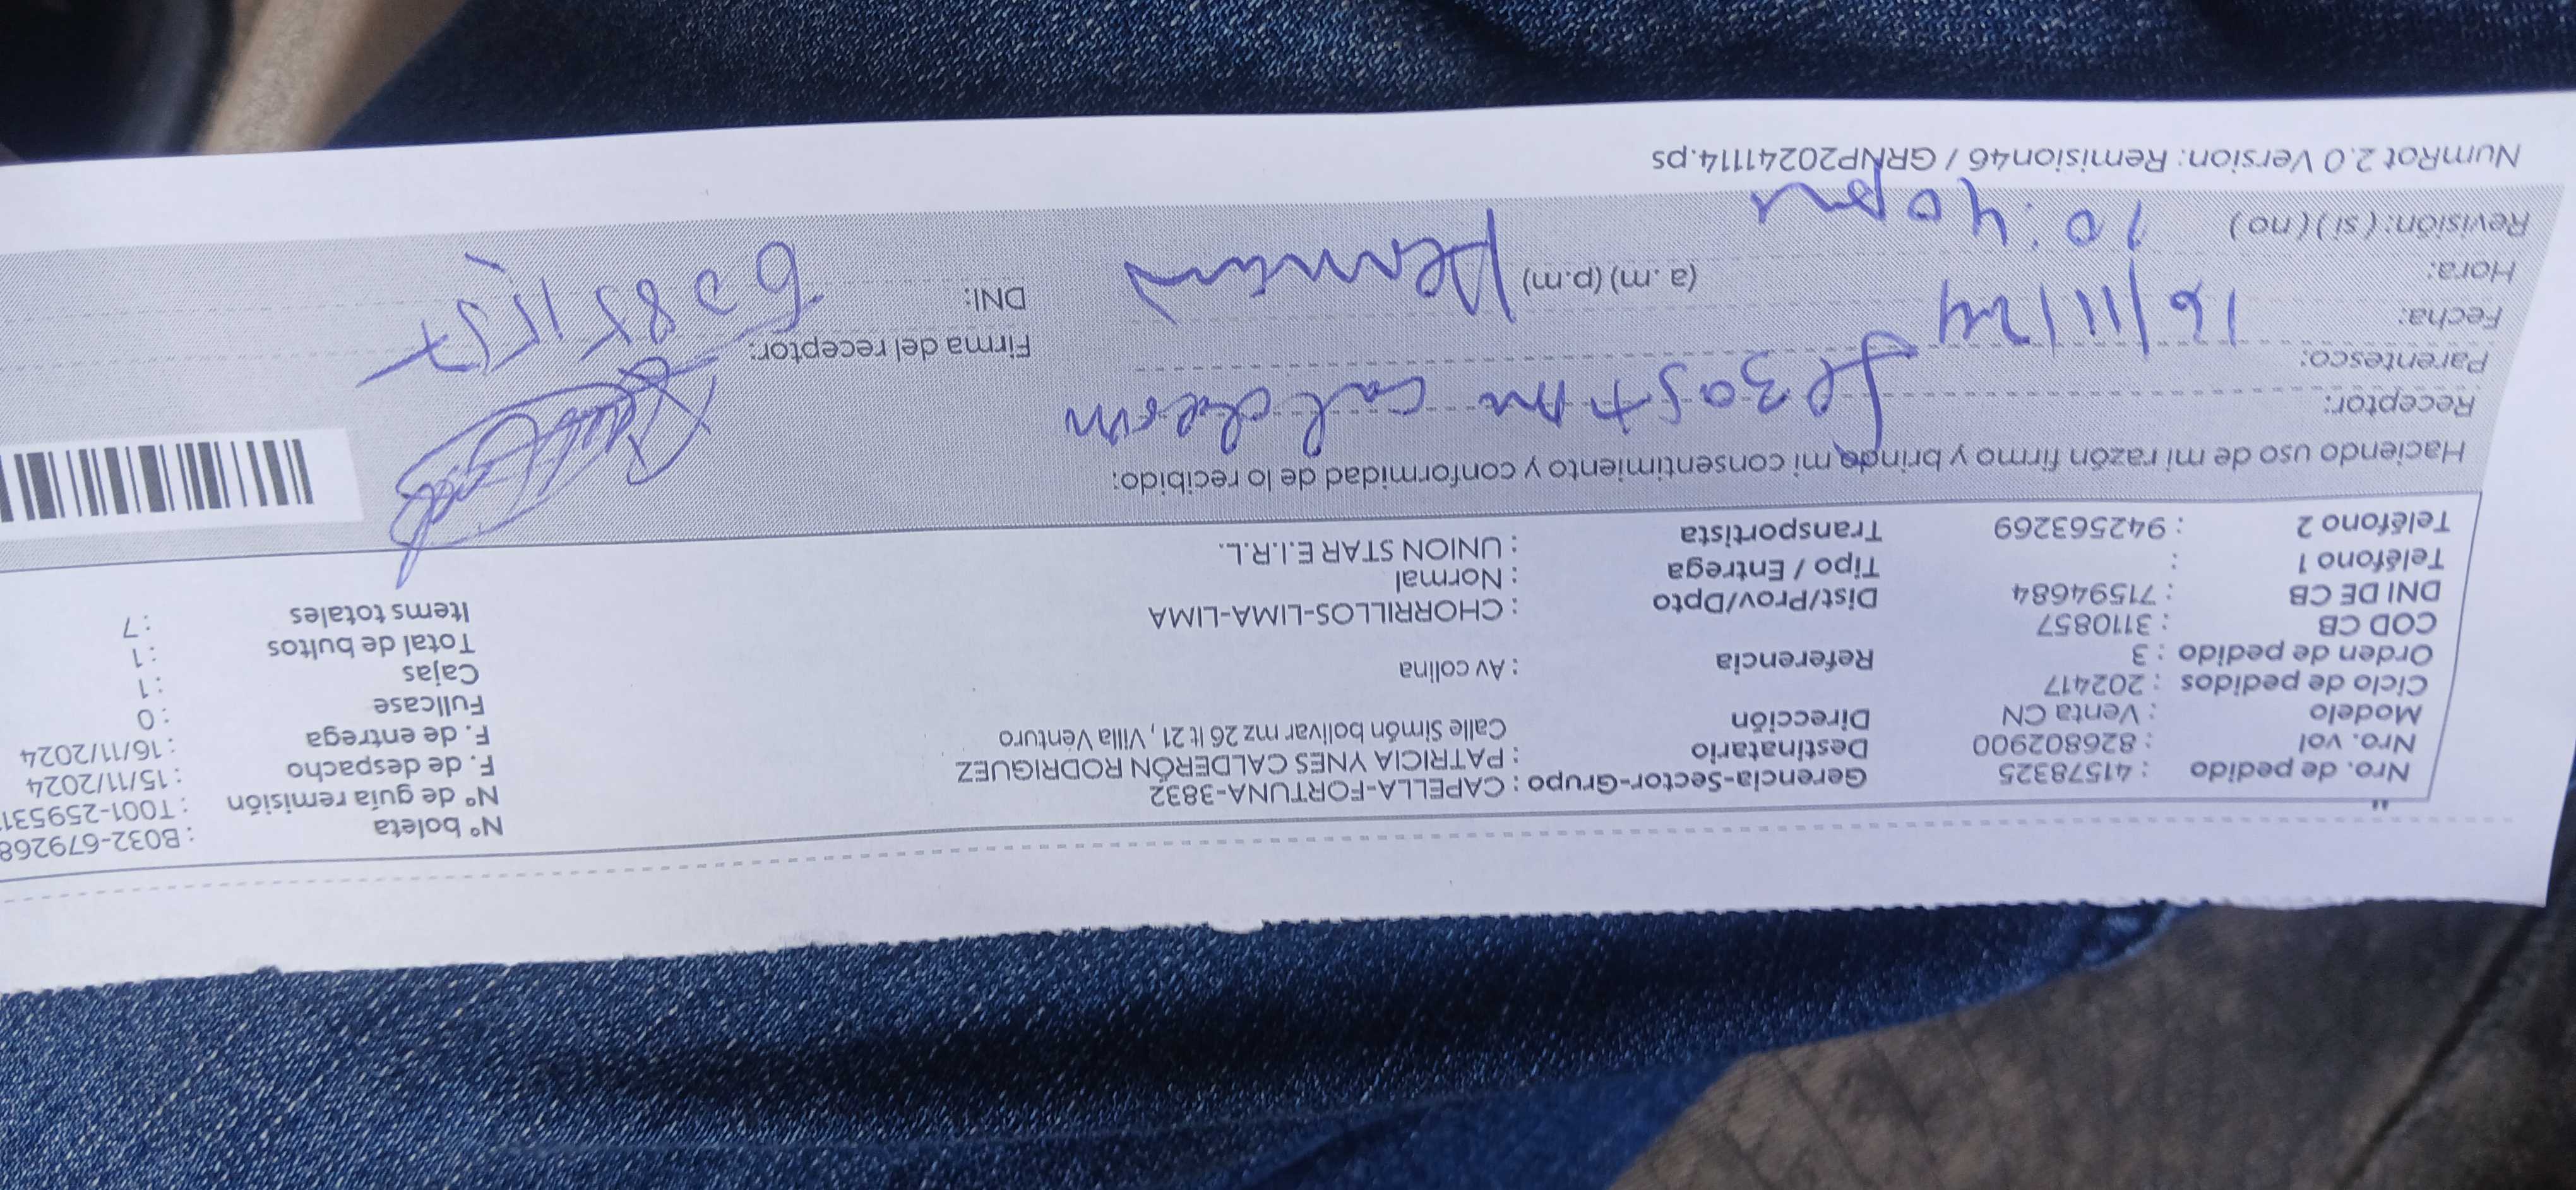 Nro. de pedido : 41578325 Gerencia-Sector-Grupo : CAPELLA-FORTUNA-3832 N° boleta : B032-679268
Nro. vol : 826802900 Destinatario : PATRICIA YNES CALDERÓN RODRIGUEZ N° de guía remisión : T001-259531
Modelo : Venta CN Dirección Calle Simón bolívar mz 26 lt 21 , Villa Venturo F. de despacho : 15/11/2024
Ciclo de pedidos : 202417 F. de entrega : 16/11/2024
Orden de pedido : 3 Referencia : Av colina Fullcase : 0
COD CB : 3110857 Cajas : 1
DNI DE CB : 71594684 Dist/Prov/Dpto : CHORRILLOS-LIMA-LIMA Total de bultos : 1
Teléfono 1 : Tipo / Entrega : Normal Items totales : 7
Teléfono 2 : 942563269 Transportista : UNION STAR E.I.R.L.
Haciendo uso de mi razón firmo y brindo mi consentimiento y conformidad de lo recibido:
Receptor: calderon
Parentesco:
Fecha: 16/11/24 Firma del receptor:
Hora: (a.m) (p.m) DNI:
Revisión: ( si ) ( no ) 10:40 pm
NumRot 2.0 Version: Remision46 / GRNP20241114.ps